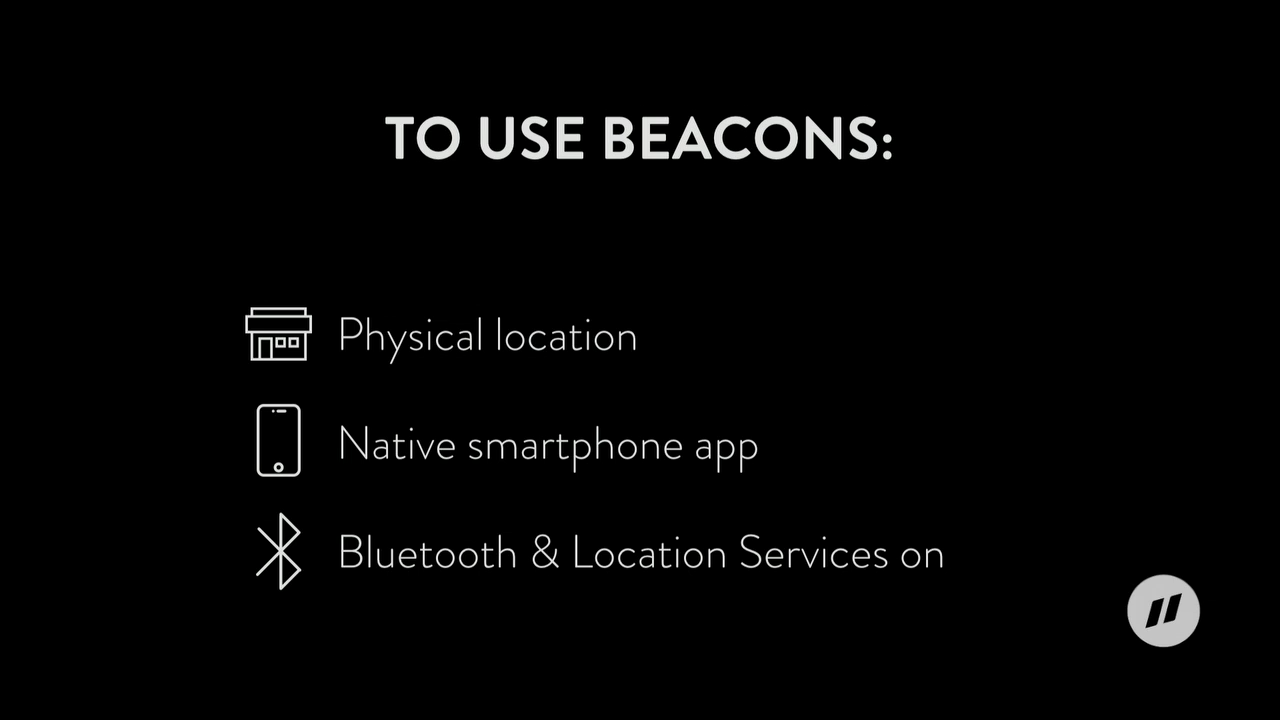 TO USE BEACONS:
Physical location
Native smartphone app
Bluetooth & Location Services on